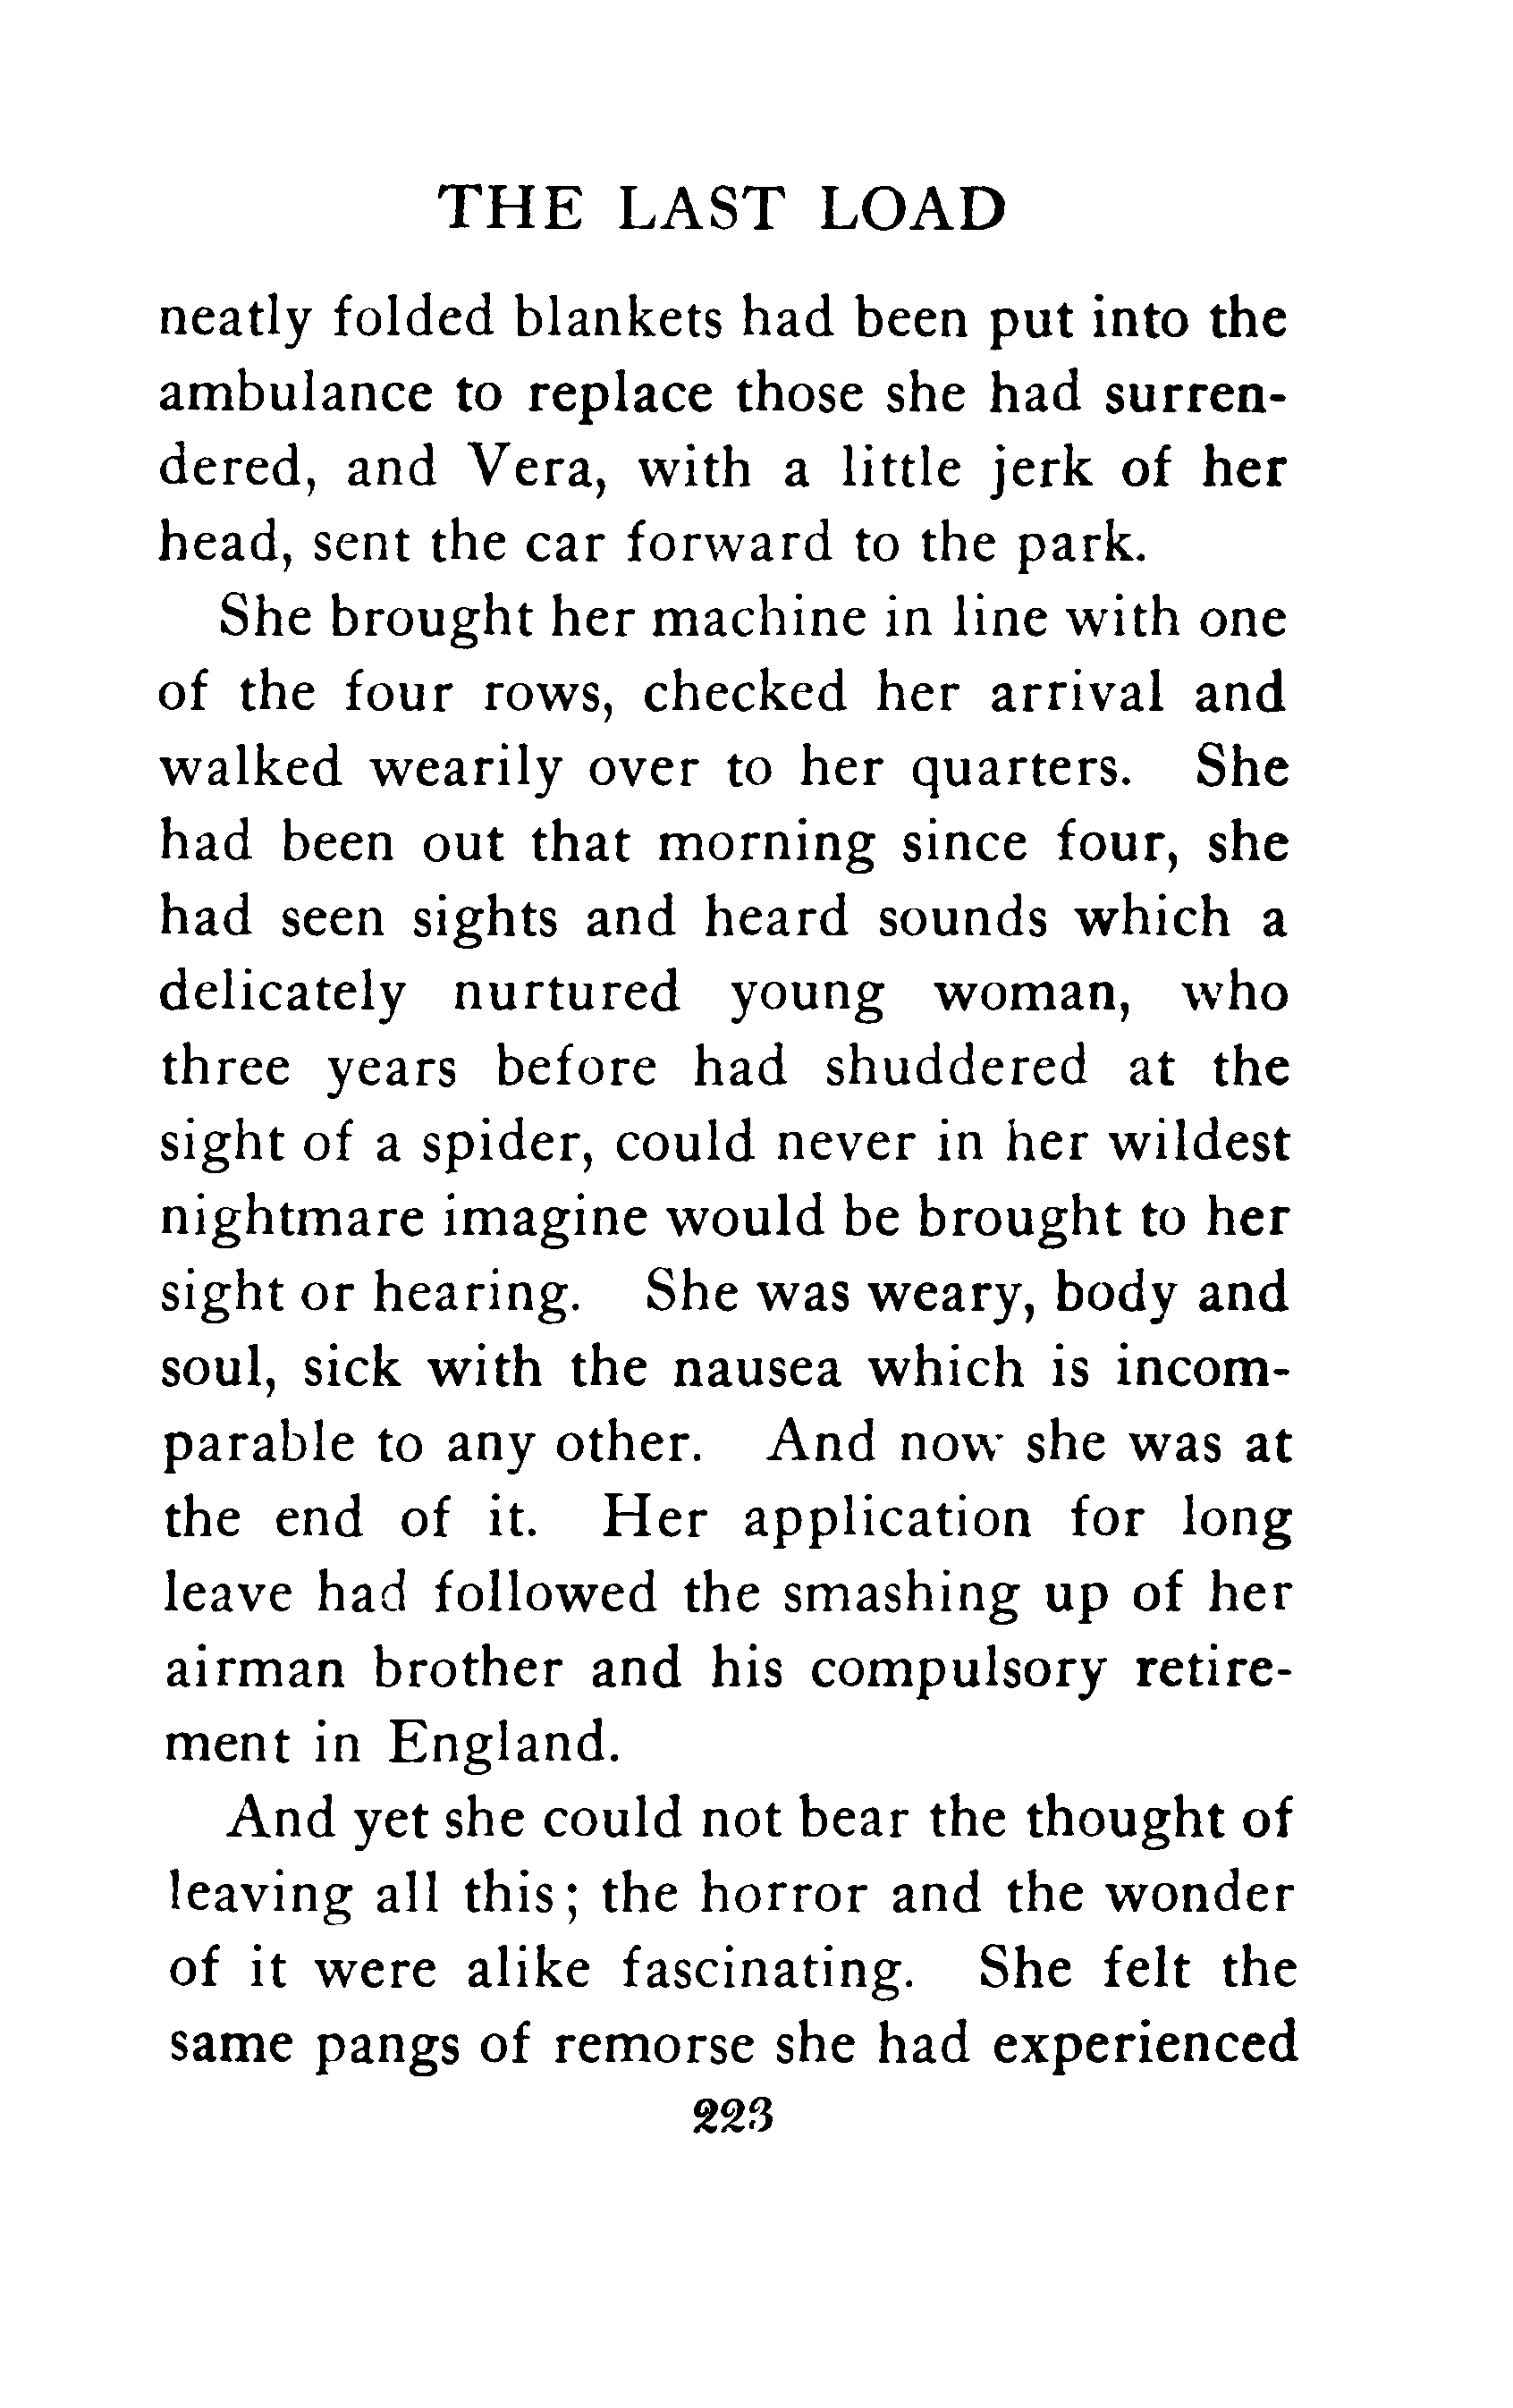 THE LAST LOAD
neatly folded blankets had been put into the
ambulance to replace those she had surren-
dered, and Vera, with a little jerk of her
head, sent the car forward to the park.
She brought her machine in line with one
of the four rows, checked her arrival and
walked wearily over to her quarters. She
had been out that morning since four, she
had seen sights and heard sounds which a
delicately nurtured young woman, who
three years before had shuddered at the
sight of a spider, could never in her wildest
nightmare imagine would be brought to her
sight or hearing. She was weary, body and
soul, sick with the nausea which is incom-
parable to any other. And now she was at
the end of it. Her application for long
leave had followed the smashing up of her
airman brother and his compulsory retire-
ment in England.
And yet she could not bear the thought of
leaving all this; the horror and the wonder
of it were alike fascinating. She felt the
same pangs of remorse she had experienced
223